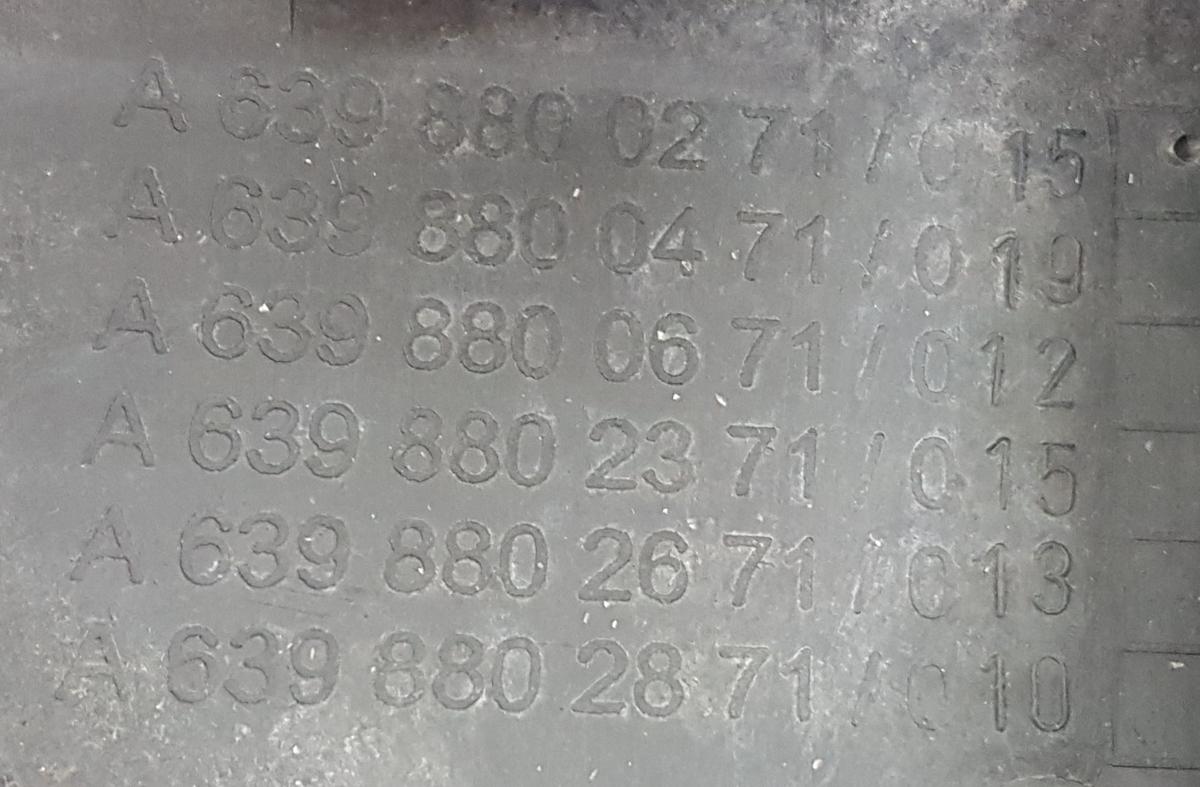 A 639 880 02 71 / 0 15
A 639 880 04 71 / 0 19
A 639 880 06 71 / 0 12
A 639 880 23 71 / 0 15
A 639 880 26 71 / 0 13
A 639 880 28 71 / 0 10